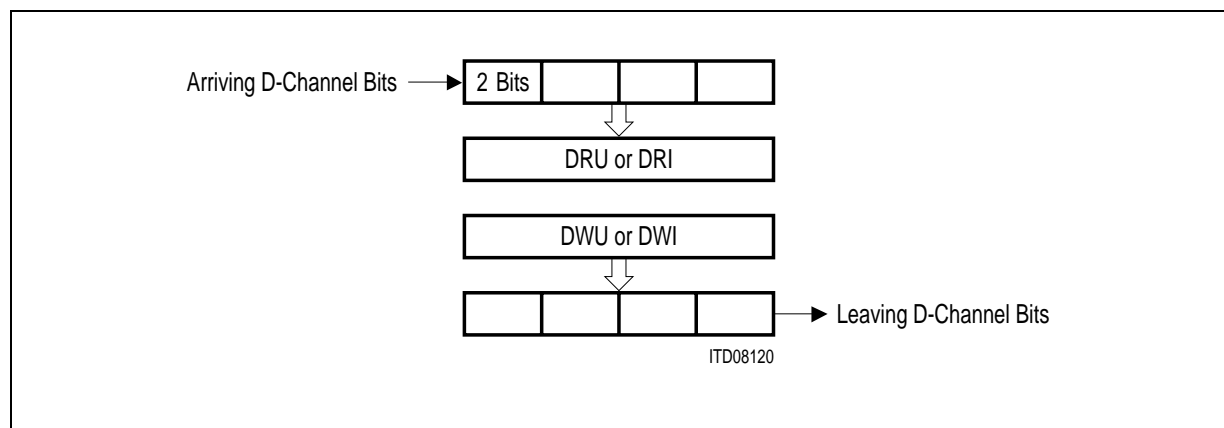 Arriving D-Channel Bits
2 Bits
DRU or DRI
DWU or DWI
Leaving D-Channel Bits
ITD08120